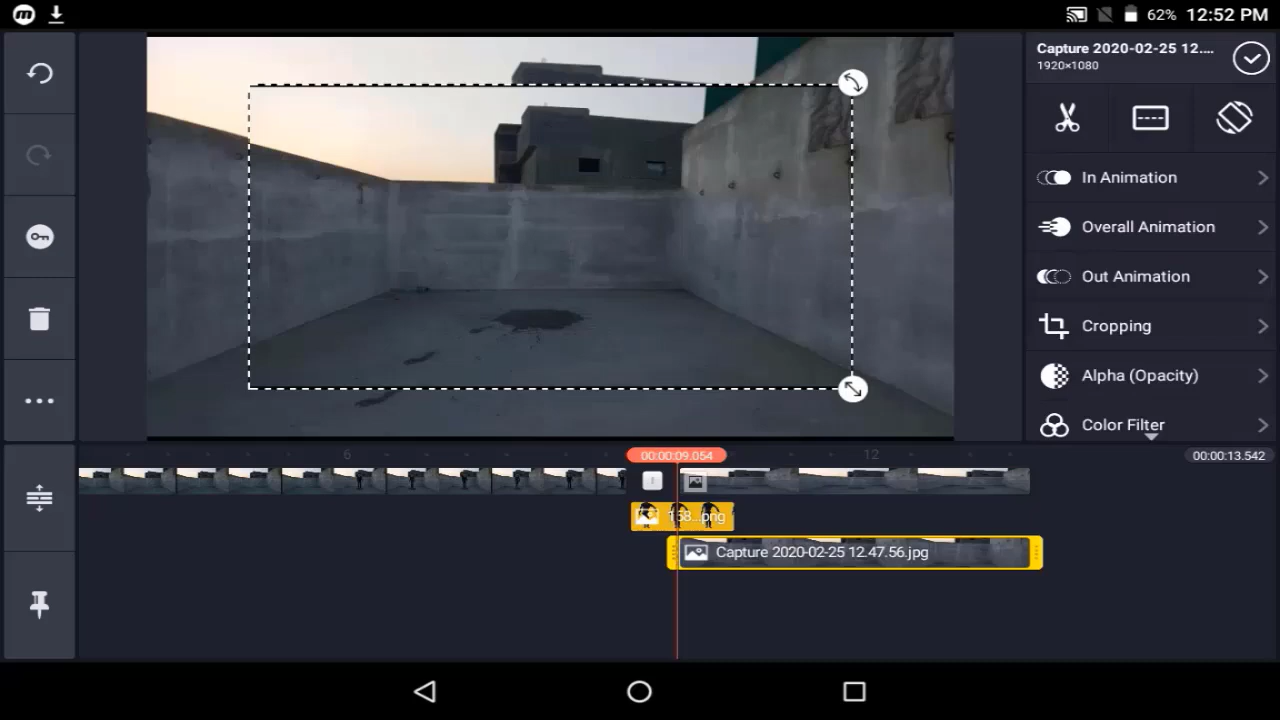 62% 12:52 PM
Capture 2020-02-25 12....
1920×1080
In Animation
Overall Animation
Out Animation
Cropping
Alpha (Opacity)
Color Filter
6
00:00:09.054
12
00:00:13.542
158...png
Capture 2020-02-25 12.47.56.jpg